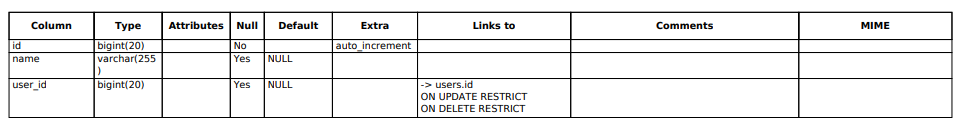 Column Type Attributes Null Default Extra Links to Comments MIME
id bigint(20) No auto_increment
name varchar(255 Yes NULL
)
user_id bigint(20) Yes NULL -> users.id
ON UPDATE RESTRICT
ON DELETE RESTRICT